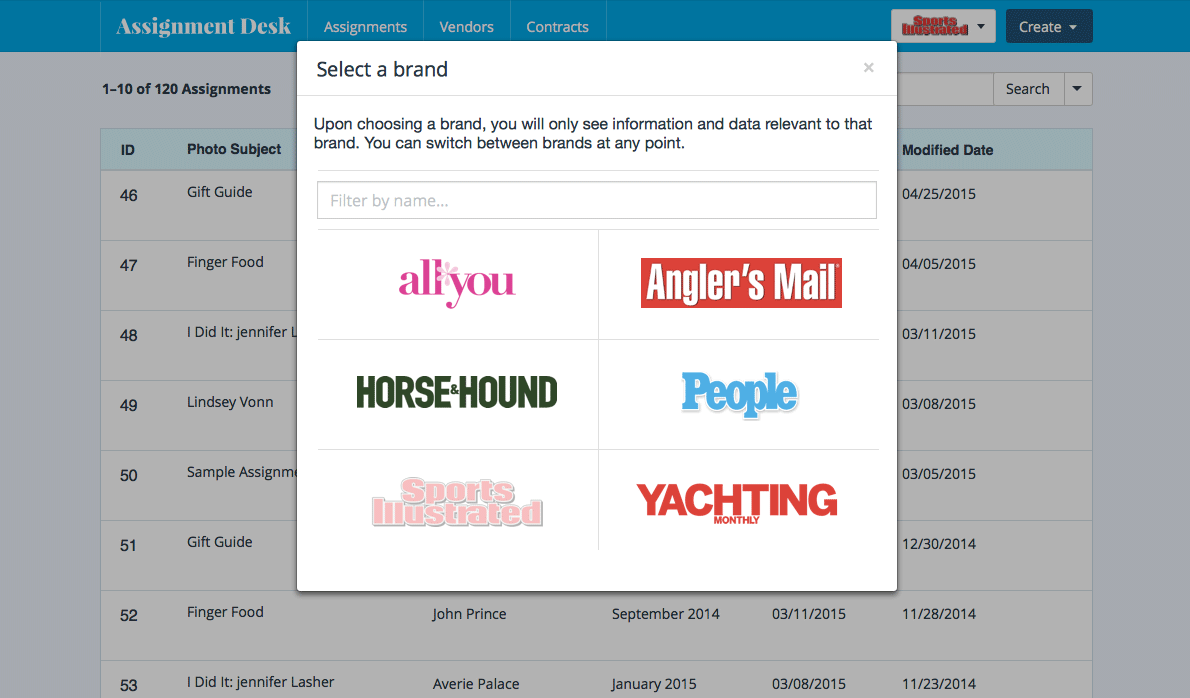 Assignment Desk Assignments Vendors Contracts Sports Illustrated Create
Select a brand ×
1–10 of 120 Assignments Search
Upon choosing a brand, you will only see information and data relevant to that
brand. You can switch between brands at any point.
ID Photo Subject Modified Date
Filter by name...
46 Gift Guide 04/25/2015
all you Angler's Mail
47 Finger Food 04/05/2015
48 I Did It: jennifer L 03/11/2015
HORSE & HOUND People
49 Lindsey Vonn 03/08/2015
50 Sample Assignme 03/05/2015
Sports
Illustrated
YACHTING
MONTHLY
51 Gift Guide 12/30/2014
52 Finger Food John Prince September 2014 03/11/2015 11/28/2014
53 I Did It: jennifer Lasher Averie Palace January 2015 03/08/2015 11/23/2014